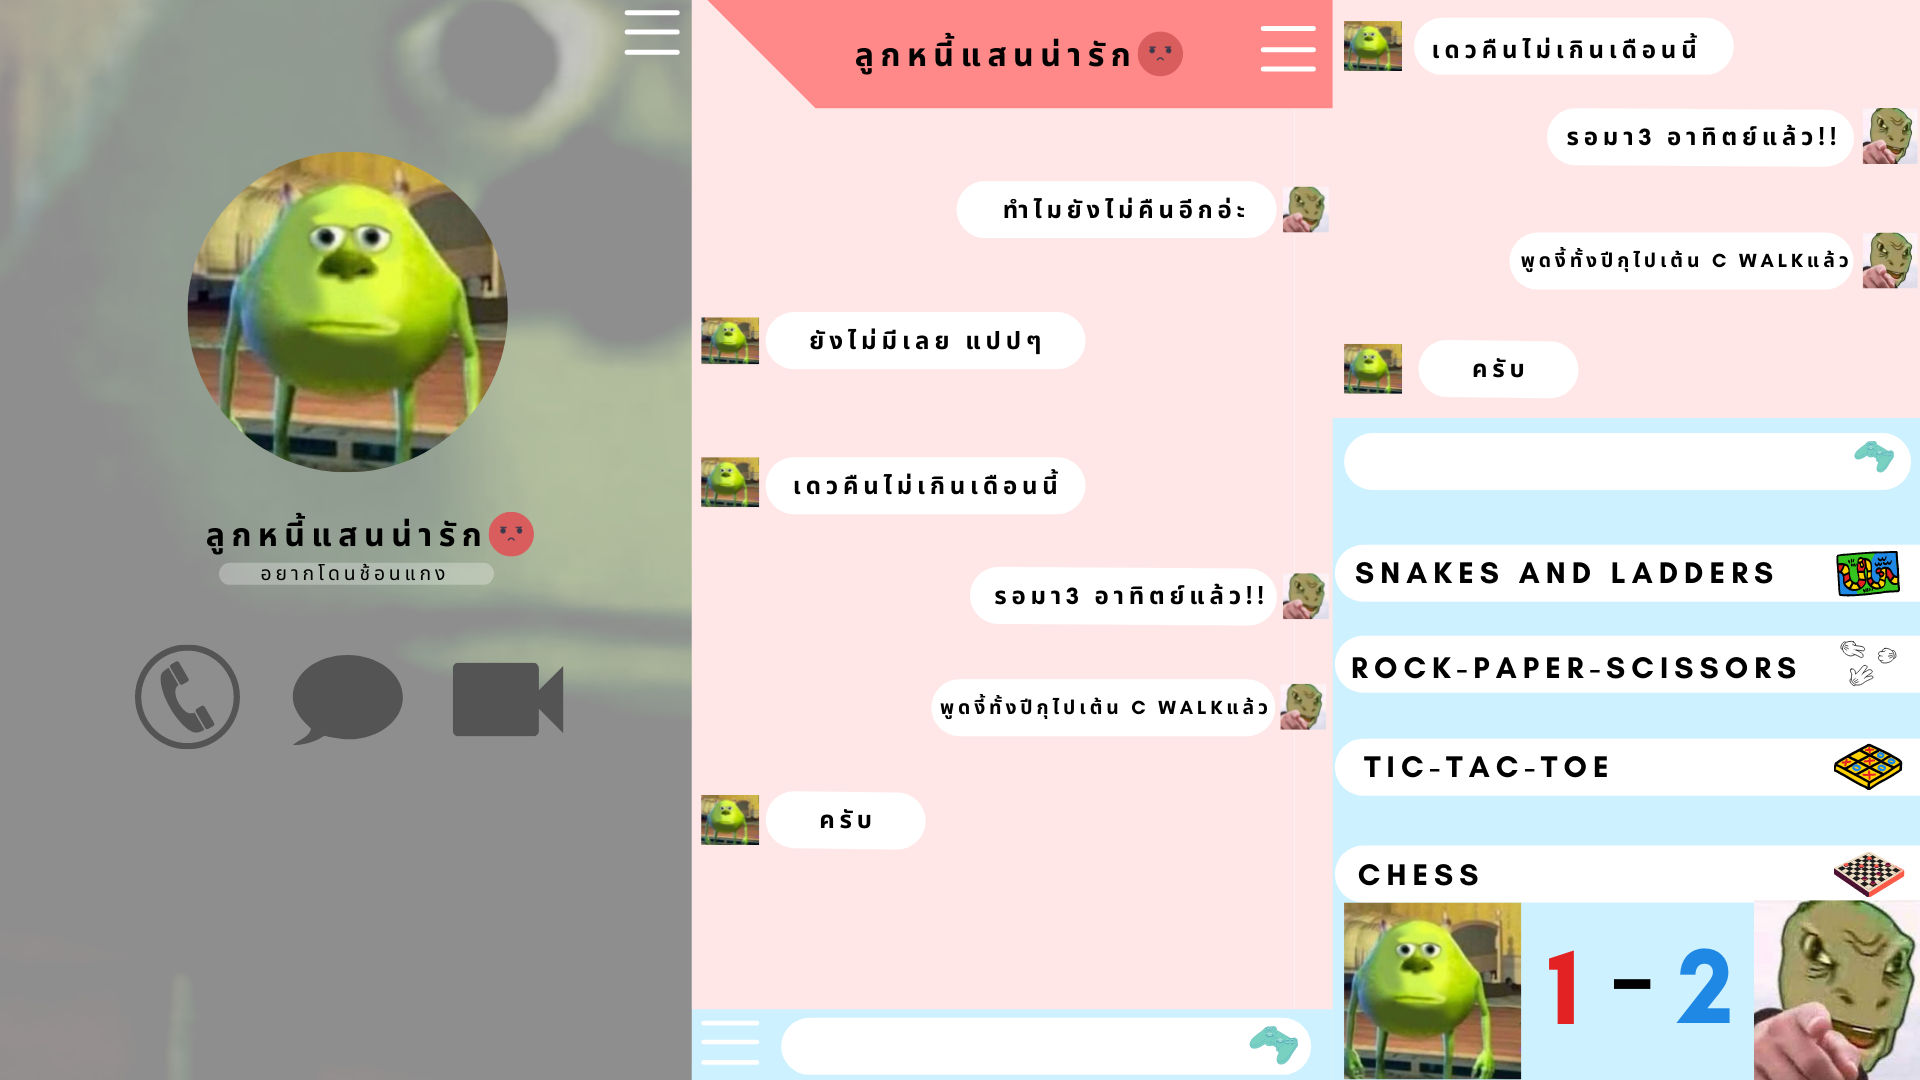 ลูกหนี้แสนน่ารัก
อยากโดนช้อนแกง
ลูกหนี้แสนน่ารัก
ทำไมยังไม่คืนอีกอ่ะ
ยังไม่มีเลย แปปๆ
เดวคืนไม่เกินเดือนนี้
รอมา3 อาทิตย์แล้ว!!
พูดงี้ทั้งปีกุไปเต้น C WALKแล้ว
ครับ
เดวคืนไม่เกินเดือนนี้
รอมา3 อาทิตย์แล้ว!!
พูดงี้ทั้งปีกุไปเต้น C WALKแล้ว
ครับ
SNAKES AND LADDERS
ROCK-PAPER-SCISSORS
TIC-TAC-TOE
CHESS
1 - 2